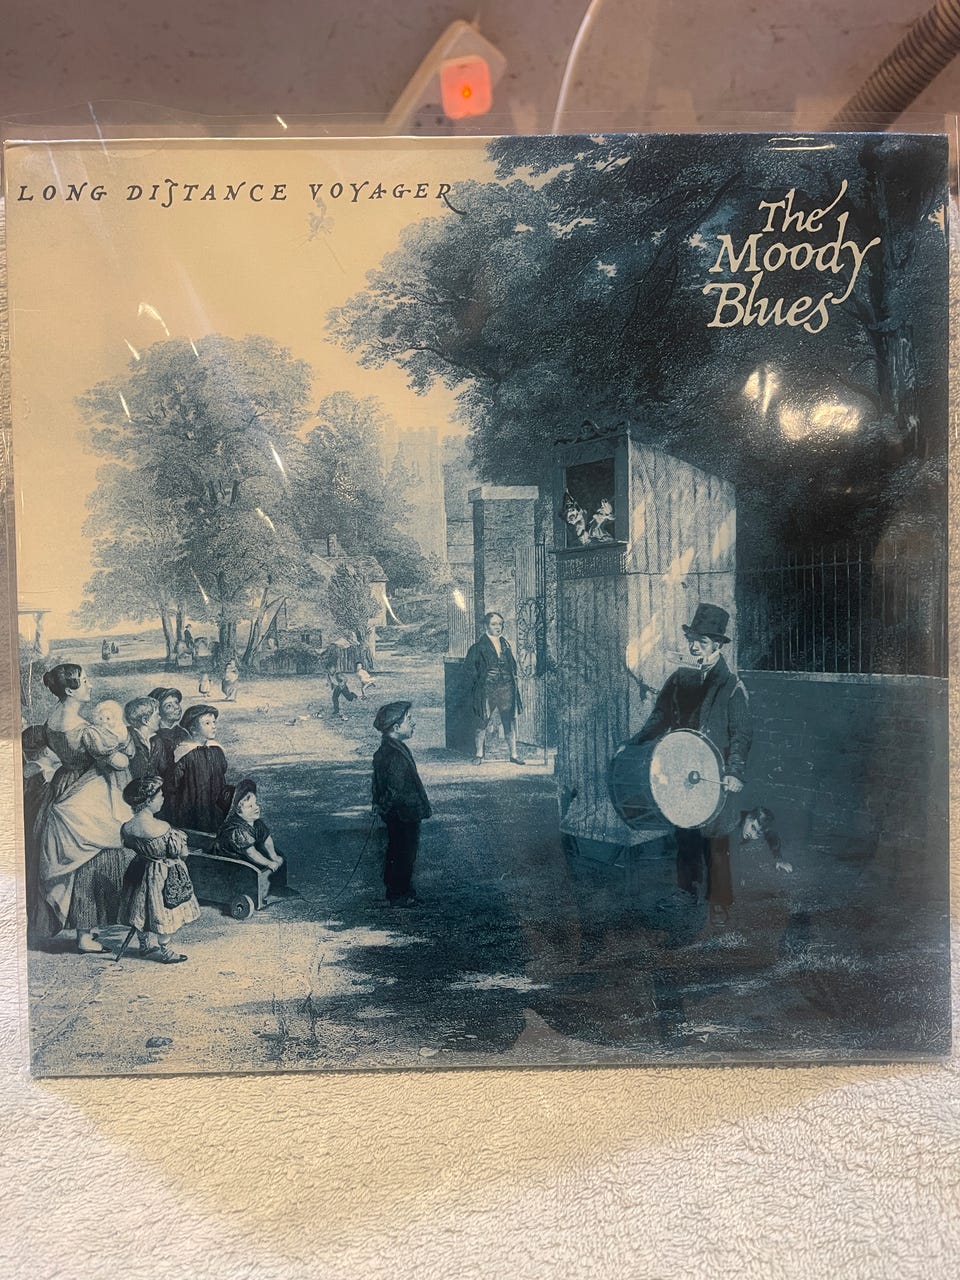 LONG DISTANCE VOYAGER
The
Moody
Blues